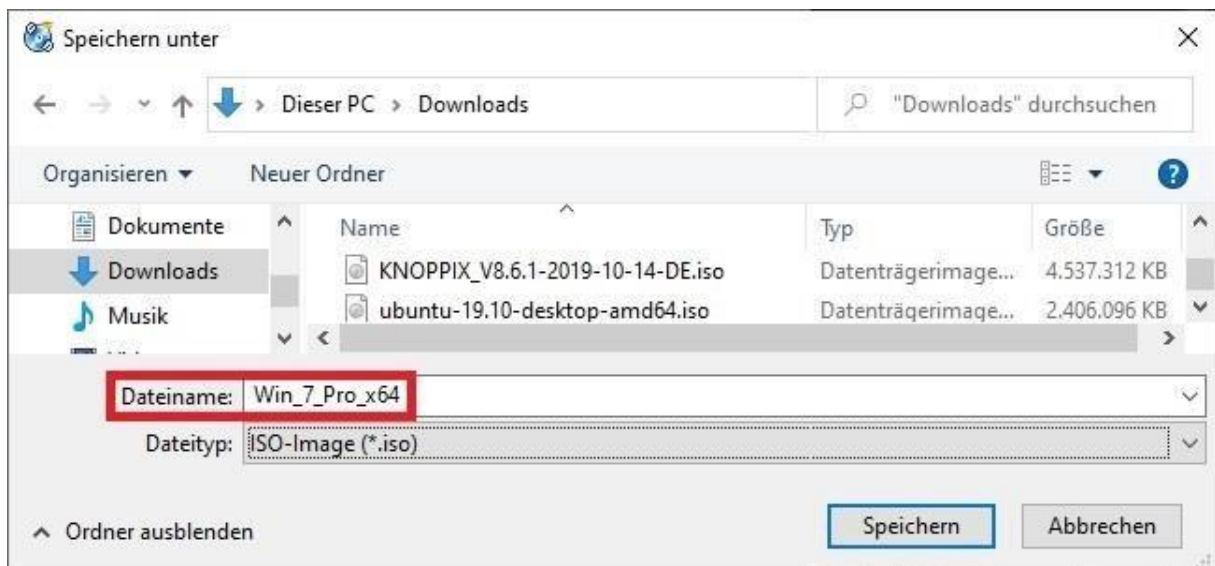 Speichern unter
Dieser PC > Downloads
"Downloads" durchsuchen
Organisieren
Neuer Ordner
Dokumente
Downloads
Musik
Name Typ Größe
KNOPPIX_V8.6.1-2019-10-14-DE.iso Datenträgerimage... 4.537.312 KB
ubuntu-19.10-desktop-amd64.iso Datenträgerimage... 2.406.096 KB
Dateiname: Win_7_Pro_x64
Dateityp: ISO-Image (*.iso)
Ordner ausblenden
Speichern
Abbrechen